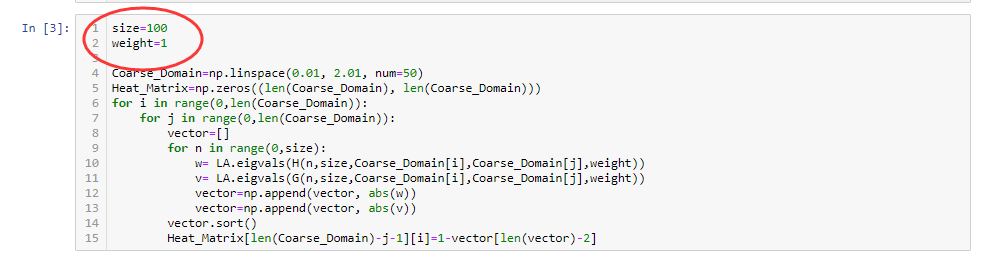 In [3]:
1 size=100
2 weight=1
3
4 Coarse_Domain=np.linspace(0.01, 2.01, num=50)
5 Heat_Matrix=np.zeros((len(Coarse_Domain), len(Coarse_Domain)))
6 for i in range(0,len(Coarse_Domain)):
7     for j in range(0,len(Coarse_Domain)):
8         vector=[]
9         for n in range(0,size):
10             w= LA.eigvals(H(n,size,Coarse_Domain[i],Coarse_Domain[j],weight))
11             v= LA.eigvals(G(n,size,Coarse_Domain[i],Coarse_Domain[j],weight))
12             vector=np.append(vector, abs(w))
13             vector=np.append(vector, abs(v))
14         vector.sort()
15         Heat_Matrix[len(Coarse_Domain)-j-1][i]=1-vector[len(vector)-2]